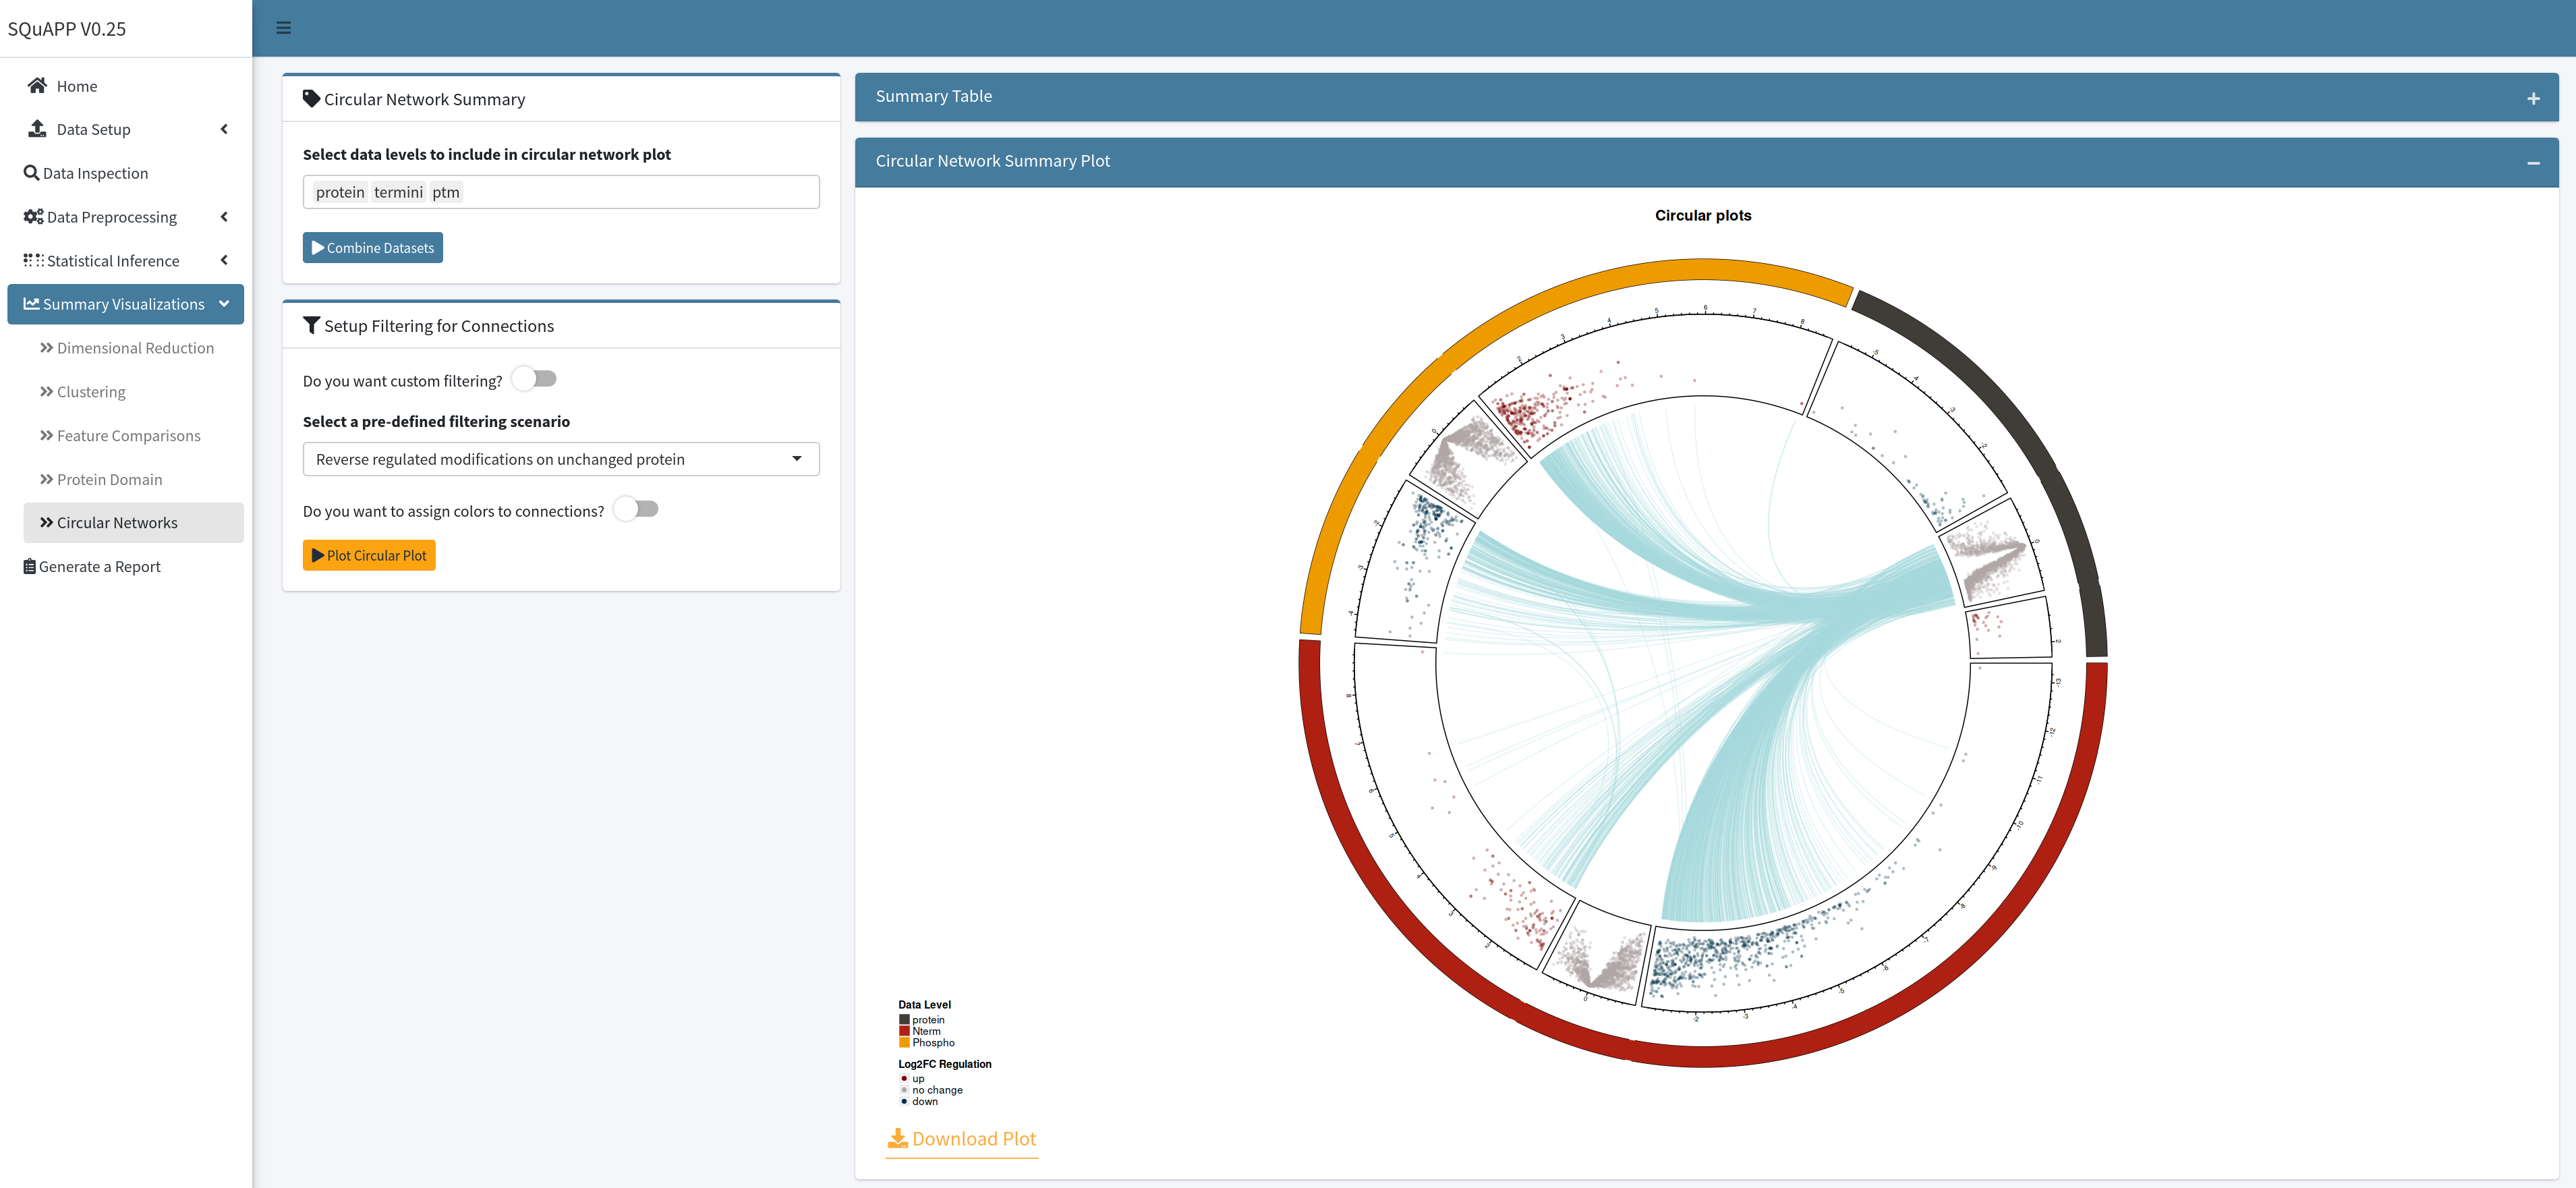 SQuAPP V0.25
Home
Data Setup
Data Inspection
Data Preprocessing
Statistical Inference
Summary Visualizations
Dimensional Reduction
Clustering
Feature Comparisons
Protein Domain
Circular Networks
Generate a Report
Circular Network Summary
Select data levels to include in circular network plot
protein termini ptm
Combine Datasets
Setup Filtering for Connections
Do you want custom filtering?
Select a pre-defined filtering scenario
Reverse regulated modifications on unchanged protein
Do you want to assign colors to connections?
Plot Circular Plot
Summary Table
Circular Network Summary Plot
Circular plots
Data Level
protein
Nterm
Phospho
Log2FC Regulation
up
no change
down
Download Plot